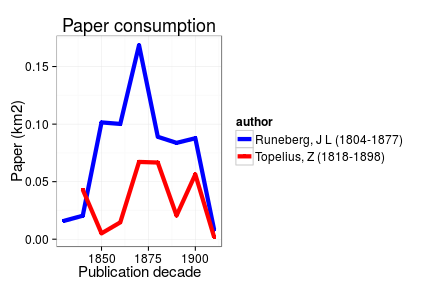 Paper consumption
Paper (km2)
0.15
0.10
0.05
0.00
1850 1875 1900
Publication decade
author
Runeberg, J L (1804-1877)
Topelius, Z (1818-1898)